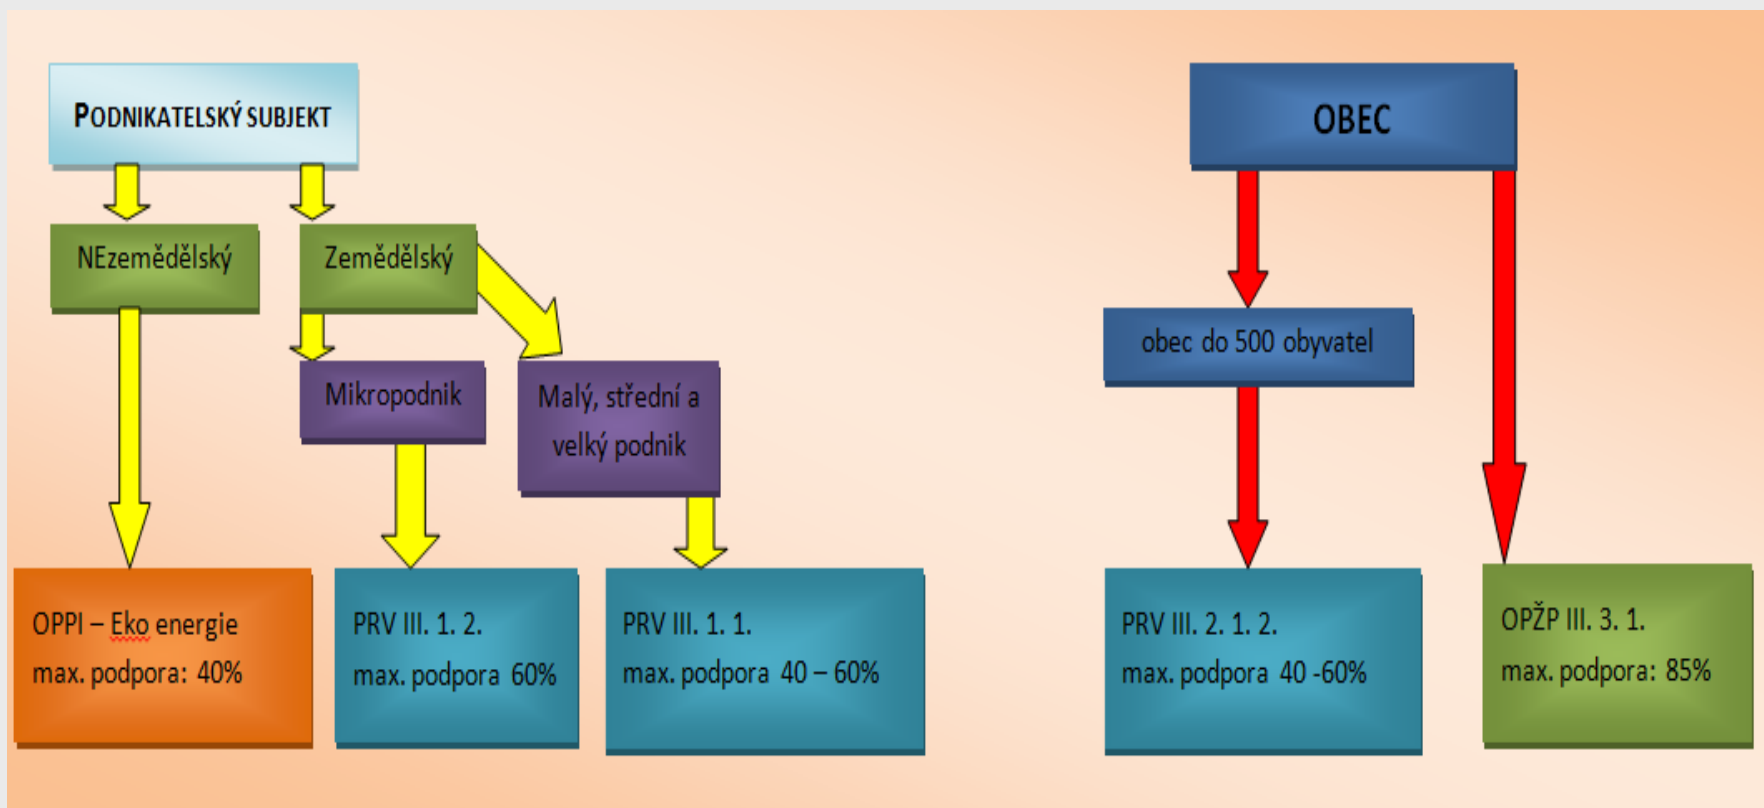 PODNIKATELSKÝ SUBJEKT
OBEC
NEzemědělský
Zemědělský
obec do 500 obyvatel
Mikropodnik
Malý, střední a
velký podnik
OPPI – Eko energie
max. podpora: 40%
PRV III. 1. 2.
max. podpora 60%
PRV III. 1. 1.
max. podpora 40 – 60%
PRV III. 2. 1. 2.
max. podpora 40 -60%
OPŽP III. 3. 1.
max. podpora: 85%